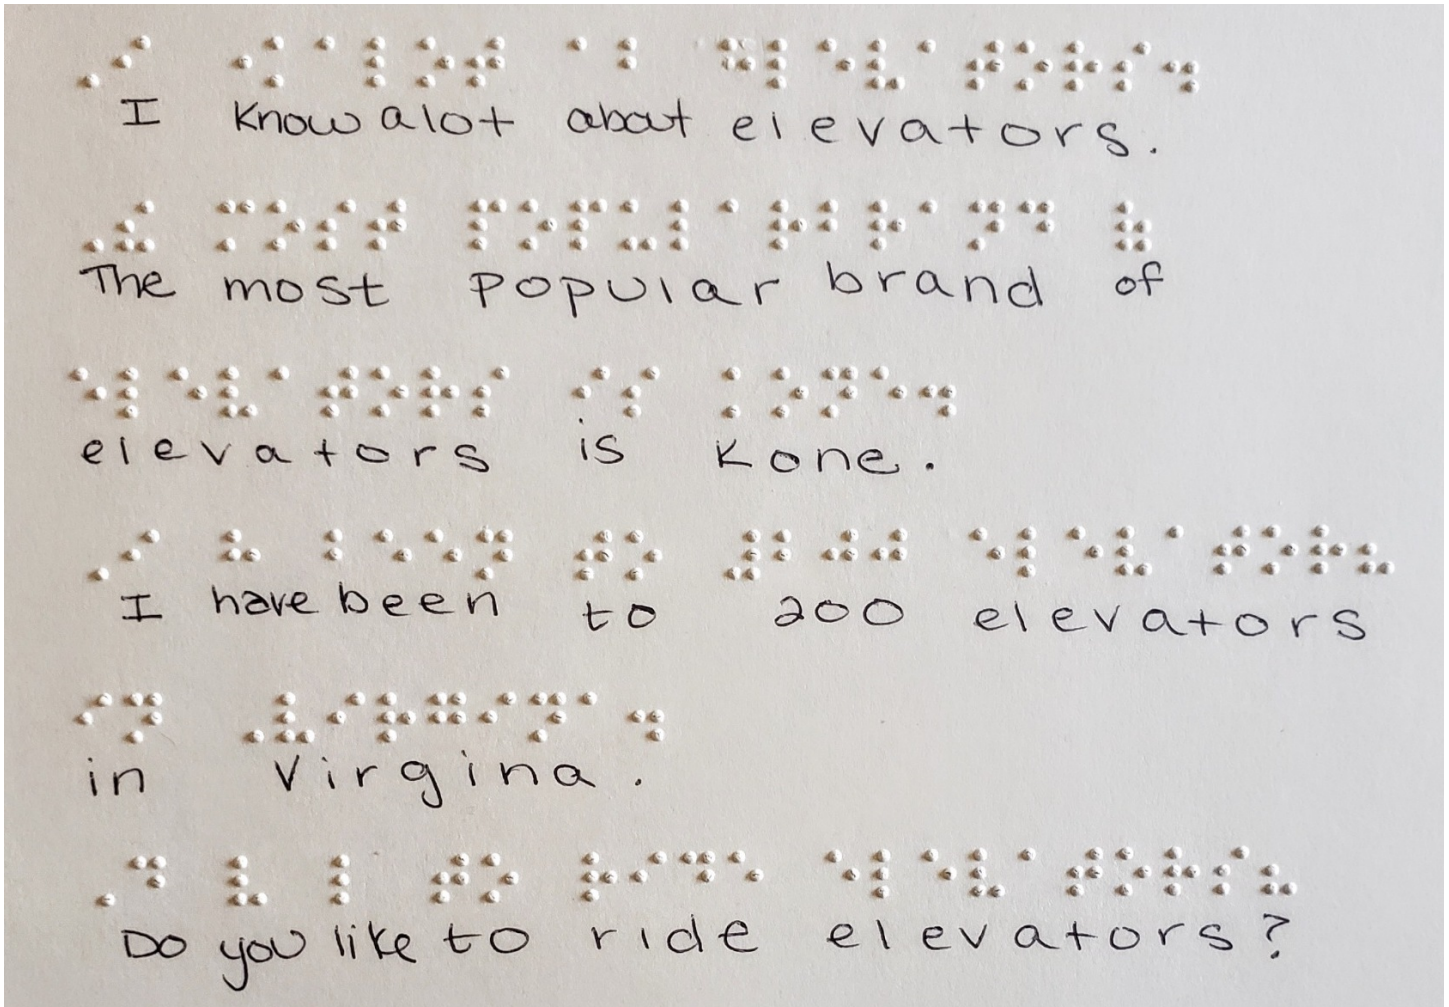 I know a lot about elevators.
The most popular brand of
elevators is Kone.
I have been to 200 elevators
in Virgina.
Do you like to ride elevators?